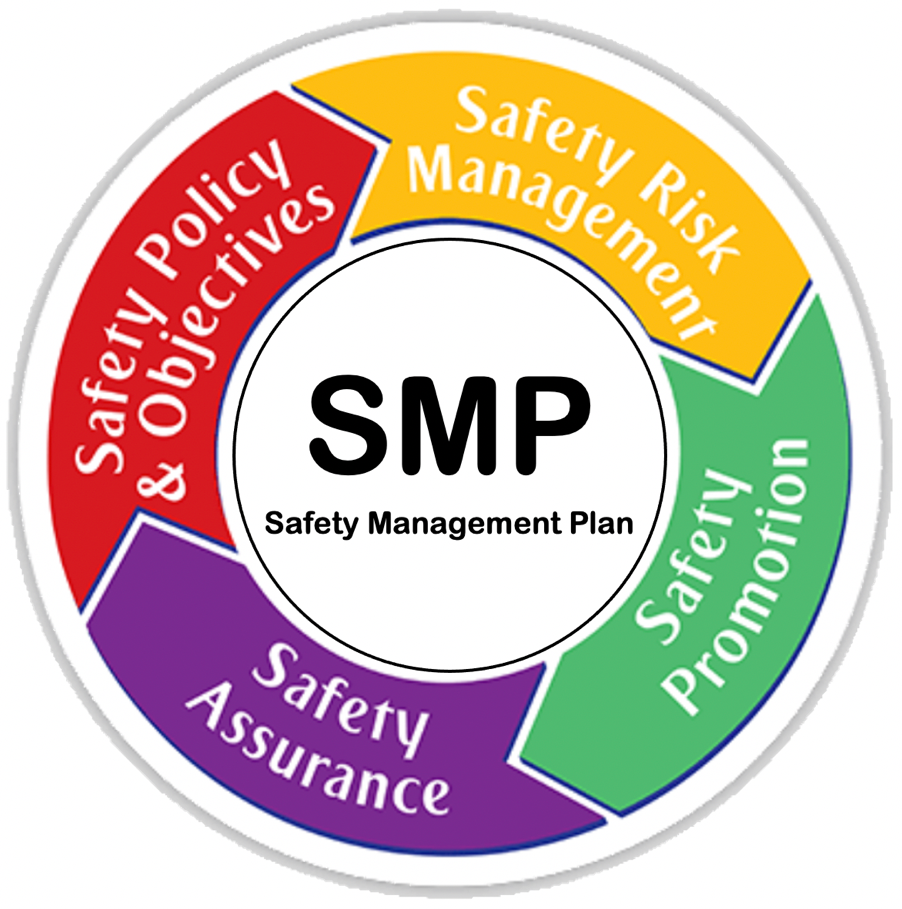 Safety Policy
& Objectives
Safety Risk
Management
Safety
Promotion
Safety
Assurance
SMP
Safety Management Plan